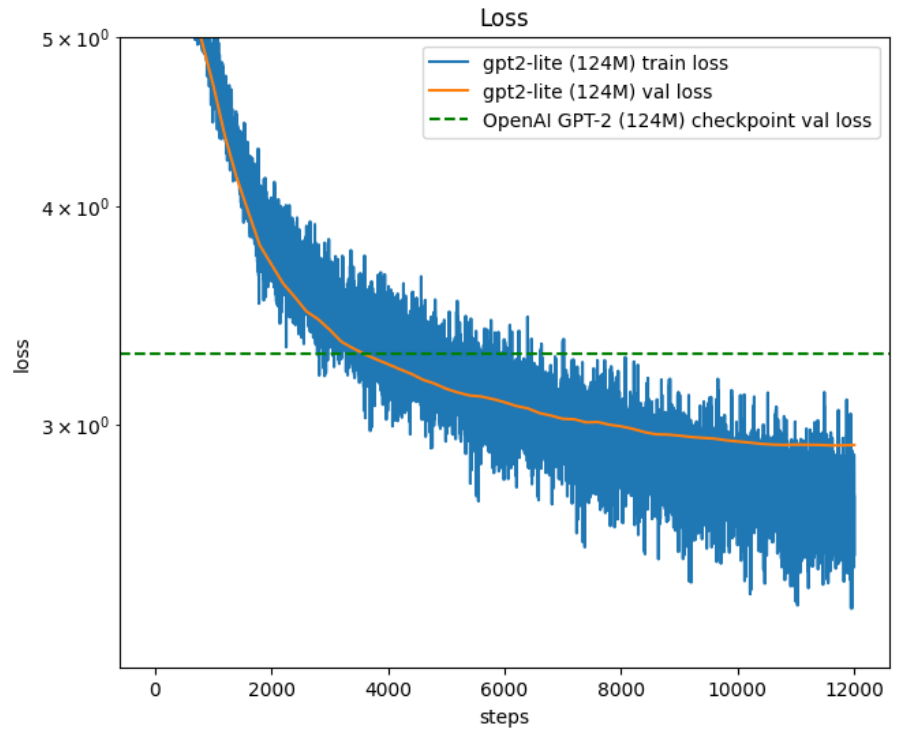 Loss
5 × 10⁰
4 × 10⁰
3 × 10⁰
loss
gpt2-lite (124M) train loss
gpt2-lite (124M) val loss
OpenAI GPT-2 (124M) checkpoint val loss
0 2000 4000 6000 8000 10000 12000
steps